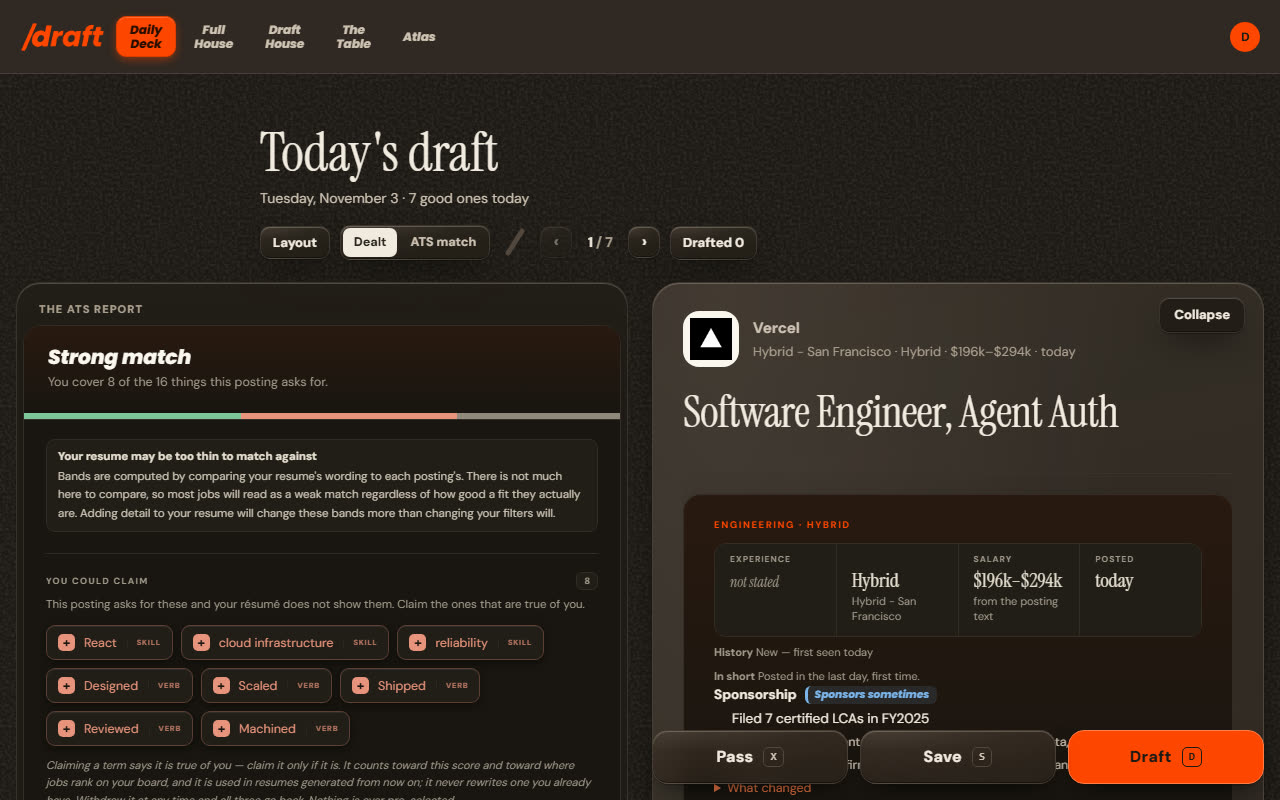 /draft
Daily
Deck
Full
House
Draft
House
The
Table
Atlas
D
Today's draft
Tuesday, November 3 · 7 good ones today
Layout
Dealt
ATS match
‹
1 / 7
›
Drafted 0
THE ATS REPORT
Strong match
You cover 8 of the 16 things this posting asks for.
Your resume may be too thin to match against
Bands are computed by comparing your resume's wording to each posting's. There is not much
here to compare, so most jobs will read as a weak match regardless of how good a fit they actually
are. Adding detail to your resume will change these bands more than changing your filters will.
YOU COULD CLAIM
8
This posting asks for these and your résumé does not show them. Claim the ones that are true of you.
+ React SKILL
+ cloud infrastructure SKILL
+ reliability SKILL
+ Designed VERB
+ Scaled VERB
+ Shipped VERB
+ Reviewed VERB
+ Machined VERB
Claiming a term says it is true of you — claim it only if it is. It counts toward this score and toward where
jobs rank on your board, and it is used in resumes generated from now on; it never rewrites one you already
Collapse
Vercel
Hybrid - San Francisco · Hybrid · $196k–$294k · today
Software Engineer, Agent Auth
ENGINEERING · HYBRID
EXPERIENCE
not stated
Hybrid
Hybrid - San
Francisco
SALARY
$196k–$294k
from the posting
text
POSTED
today
History New — first seen today
In short Posted in the last day, first time.
Sponsorship Sponsors sometimes
Filed 7 certified LCAs in FY2025
Pass X
Save S
Draft D
What changed